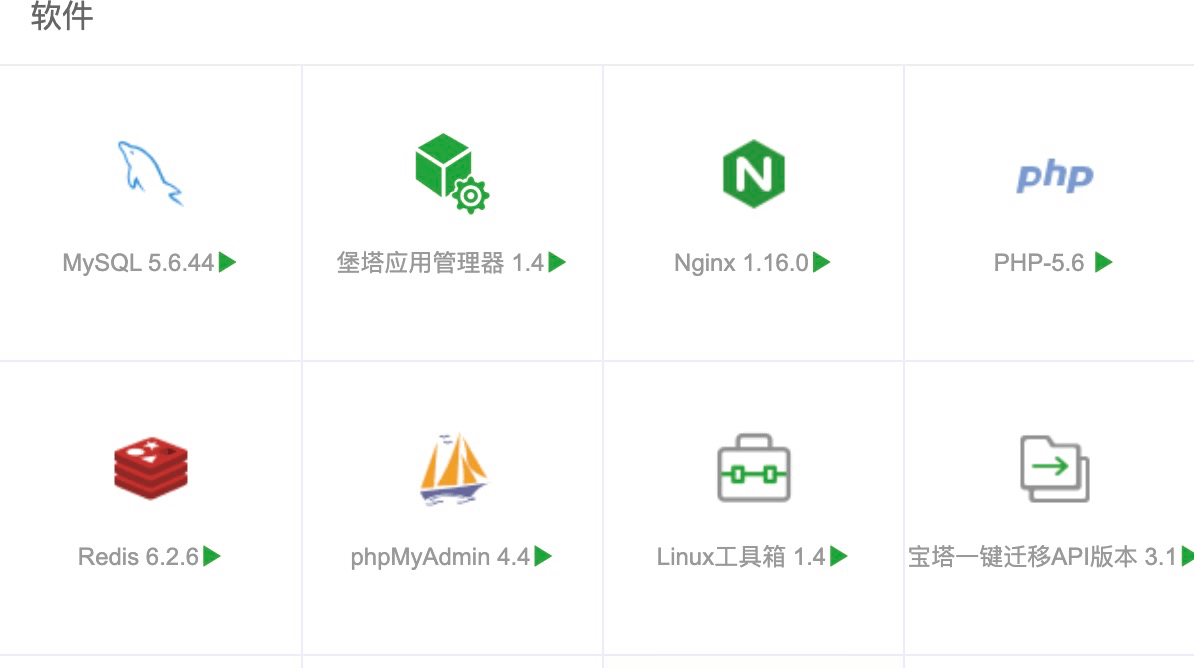 软件
php
MySQL 5.6.44
堡塔应用管理器 1.4
Nginx 1.16.0
PHP-5.6
Redis 6.2.6
phpMyAdmin 4.4
Linux工具箱 1.4
宝塔一键迁移API版本 3.1